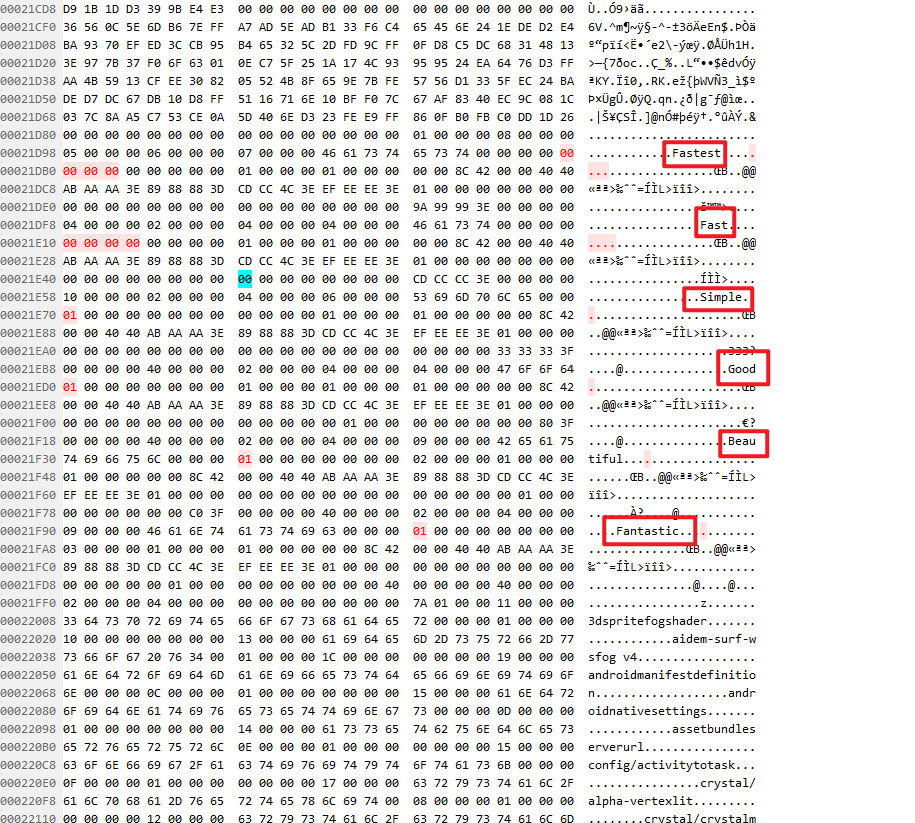 00021CD8 D9 1B 1D D3 39 9B E4 E3 00 00 00 00 00 00 00 00 00 00 00 00 00 00 00 00 Ù..Ó9›äã................
00021CF0 36 56 0C 5E 6D B6 7E FF A7 AD 5E AD B1 33 F6 C4 65 45 6E 24 1E DE D2 E4 6V.^m¶~ÿ§-^-±3öÄeEn$.ÞÒä
00021D08 BA 93 70 EF ED 3C CB 95 B4 65 32 5C 2D FD 9C FF 0F D8 C5 DC 68 31 48 13 º“pïí<Ë•´e2\-ýœÿ.ØÅÜh1H.
00021D20 3E 97 7B 37 F0 6F 63 01 0E C7 5F 25 1A 17 4C 93 95 95 24 EA 64 76 D3 FF >—{7ðoc..Ç_%..L“••$êdvÓÿ
00021D38 AA 4B 59 13 CF EE 30 82 05 52 4B 8F 65 9E 7B FE 57 56 D1 33 5F EC 24 BA ªKY.Ïî0‚.RK.ež{þWVÑ3_ì$º
00021D50 DE D7 DC 67 DB 10 D8 FF 51 16 71 6E 10 BF F0 7C 67 AF 83 40 EC 9C 08 1C Þ×ÜgÛ.ØÿQ.qn.¿ð|g¯ƒ@ìœ..
00021D68 03 7C 8A A5 C7 53 CE 0A 5D 40 6E D3 23 FE E9 FF 86 0F B0 FB C0 DD 1D 26 .|Š¥ÇSÎ.]@nÓ#þéÿ†.°ûÀÝ.&
00021D80 00 00 00 00 00 00 00 00 00 00 00 00 00 00 00 00 01 00 00 00 08 00 00 00 ........................
00021D98 05 00 00 00 06 00 00 00 07 00 00 00 46 61 73 74 65 73 74 00 00 00 00 00 ............Fastest.....
00021DB0 00 00 00 00 00 00 00 00 01 00 00 00 01 00 00 00 00 00 8C 42 00 00 40 40 ..................ŒB..@@
00021DC8 AB AA AA 3E 89 88 88 3D CD CC 4C 3E EF EE EE 3E 01 00 00 00 00 00 00 00 «ªª>‰ˆˆ=ÍÌL>ïîî>........
00021DE0 00 00 00 00 00 00 00 00 00 00 00 00 00 00 00 00 9A 99 99 3E 00 00 00 00 ................š™™>....
00021DF8 04 00 00 00 02 00 00 00 04 00 00 00 04 00 00 00 46 61 73 74 00 00 00 00 ................Fast....
00021E10 00 00 00 00 00 00 00 00 01 00 00 00 01 00 00 00 00 00 8C 42 00 00 40 40 ..................ŒB..@@
00021E28 AB AA AA 3E 89 88 88 3D CD CC 4C 3E EF EE EE 3E 01 00 00 00 00 00 00 00 «ªª>‰ˆˆ=ÍÌL>ïîî>........
00021E40 00 00 00 00 00 00 00 00 00 00 00 00 00 00 00 00 CD CC CC 3E 00 00 00 00 ................ÍÌÌ>....
00021E58 10 00 00 00 02 00 00 00 04 00 00 00 06 00 00 00 53 69 6D 70 6C 65 00 00 ................Simple..
00021E70 01 00 00 00 00 00 00 00 00 00 00 00 01 00 00 00 01 00 00 00 00 00 8C 42 ......................ŒB
00021E88 00 00 40 40 AB AA AA 3E 89 88 88 3D CD CC 4C 3E EF EE EE 3E 01 00 00 00 ..@@«ªª>‰ˆˆ=ÍÌL>ïîî>....
00021EA0 00 00 00 00 00 00 00 00 00 00 00 00 00 00 00 00 00 00 00 00 33 33 33 3F ....................333?
00021EB8 00 00 00 00 40 00 00 00 02 00 00 00 04 00 00 00 04 00 00 00 47 6F 6F 64 ....@...............Good
00021ED0 01 00 00 00 00 00 00 00 01 00 00 00 01 00 00 00 01 00 00 00 00 00 8C 42 ......................ŒB
00021EE8 00 00 40 40 AB AA AA 3E 89 88 88 3D CD CC 4C 3E EF EE EE 3E 01 00 00 00 ..@@«ªª>‰ˆˆ=ÍÌL>ïîî>....
00021F00 00 00 00 00 00 00 00 00 00 00 00 00 01 00 00 00 00 00 00 00 00 00 80 3F ......................€?
00021F18 00 00 00 00 40 00 00 00 02 00 00 00 04 00 00 00 09 00 00 00 42 65 61 75 ....@...............Beau
00021F30 74 69 66 75 6C 00 00 00 01 00 00 00 00 00 00 00 02 00 00 00 01 00 00 00 tiful...................
00021F48 01 00 00 00 00 00 8C 42 00 00 40 40 AB AA AA 3E 89 88 88 3D CD CC 4C 3E ......ŒB..@@«ªª>‰ˆˆ=ÍÌL>
00021F60 EF EE EE 3E 01 00 00 00 00 00 00 00 00 00 00 00 00 00 00 00 01 00 00 00 ïîî>....................
00021F78 00 00 00 00 00 00 C0 3F 00 00 00 00 40 00 00 00 02 00 00 00 04 00 00 00 ......À?....@...........
00021F90 09 00 00 00 46 61 6E 74 61 73 74 69 63 00 00 00 01 00 00 00 00 00 00 00 ....Fantastic...........
00021FA8 03 00 00 00 01 00 00 00 01 00 00 00 00 00 8C 42 00 00 40 40 AB AA AA 3E ..............ŒB..@@«ªª>
00021FC0 89 88 88 3D CD CC 4C 3E EF EE EE 3E 01 00 00 00 00 00 00 00 00 00 00 00 ‰ˆˆ=ÍÌL>ïîî>............
00021FD8 00 00 00 00 01 00 00 00 00 00 00 00 00 00 00 40 00 00 00 00 40 00 00 00 ...............@....@...
00021FF0 02 00 00 00 04 00 00 00 00 00 00 00 00 00 00 00 7A 01 00 00 11 00 00 00 ................z.......
00022008 33 64 73 70 72 69 74 65 66 6F 67 73 68 61 64 65 72 00 00 00 01 00 00 00 3dspritefogshader.......
00022020 10 00 00 00 00 00 00 00 13 00 00 00 61 69 64 65 6D 2D 73 75 72 66 2D 77 ............aidem-surf-w
00022038 73 66 6F 67 20 76 34 00 01 00 00 00 1C 00 00 00 00 00 00 00 19 00 00 00 sfog v4.................
00022050 61 6E 64 72 6F 69 64 6D 61 6E 69 66 65 73 74 64 65 66 69 6E 69 74 69 6F androidmanifestdefinitio
00022068 6E 00 00 00 0C 00 00 00 01 00 00 00 00 00 00 00 15 00 00 00 61 6E 64 72 n...................andr
00022080 6F 69 64 6E 61 74 69 76 65 73 65 74 74 69 6E 67 73 00 00 00 0D 00 00 00 oidnativesettings.......
00022098 01 00 00 00 00 00 00 00 14 00 00 00 61 73 73 65 74 62 75 6E 64 6C 65 73 ............assetbundles
000220B0 65 72 76 65 72 75 72 6C 0E 00 00 00 01 00 00 00 00 00 00 00 15 00 00 00 erverurl................
000220C8 63 6F 6E 66 69 67 2F 61 63 74 69 76 69 74 79 74 6F 74 61 73 6B 00 00 00 config/activitytotask...
000220E0 0F 00 00 00 01 00 00 00 00 00 00 00 17 00 00 00 63 72 79 73 74 61 6C 2F ................crystal/
000220F8 61 6C 70 68 61 2D 76 65 72 74 65 78 6C 69 74 00 08 00 00 00 01 00 00 00 alpha-vertexlit.........
00022110 00 00 00 00 12 00 00 00 63 72 79 73 74 61 6C 2F 63 72 79 73 74 61 6C 6D ........crystal/crystalm